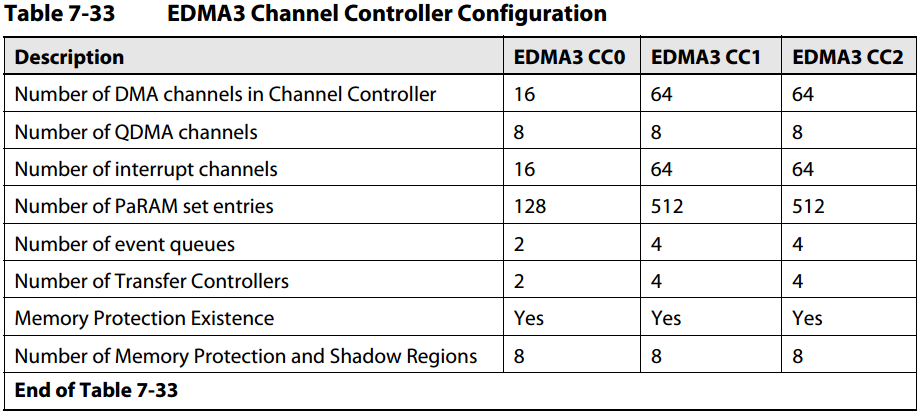 Table 7-33 EDMA3 Channel Controller Configuration
Description EDMA3 CC0 EDMA3 CC1 EDMA3 CC2
Number of DMA channels in Channel Controller 16 64 64
Number of QDMA channels 8 8 8
Number of interrupt channels 16 64 64
Number of PaRAM set entries 128 512 512
Number of event queues 2 4 4
Number of Transfer Controllers 2 4 4
Memory Protection Existence Yes Yes Yes
Number of Memory Protection and Shadow Regions 8 8 8
End of Table 7-33